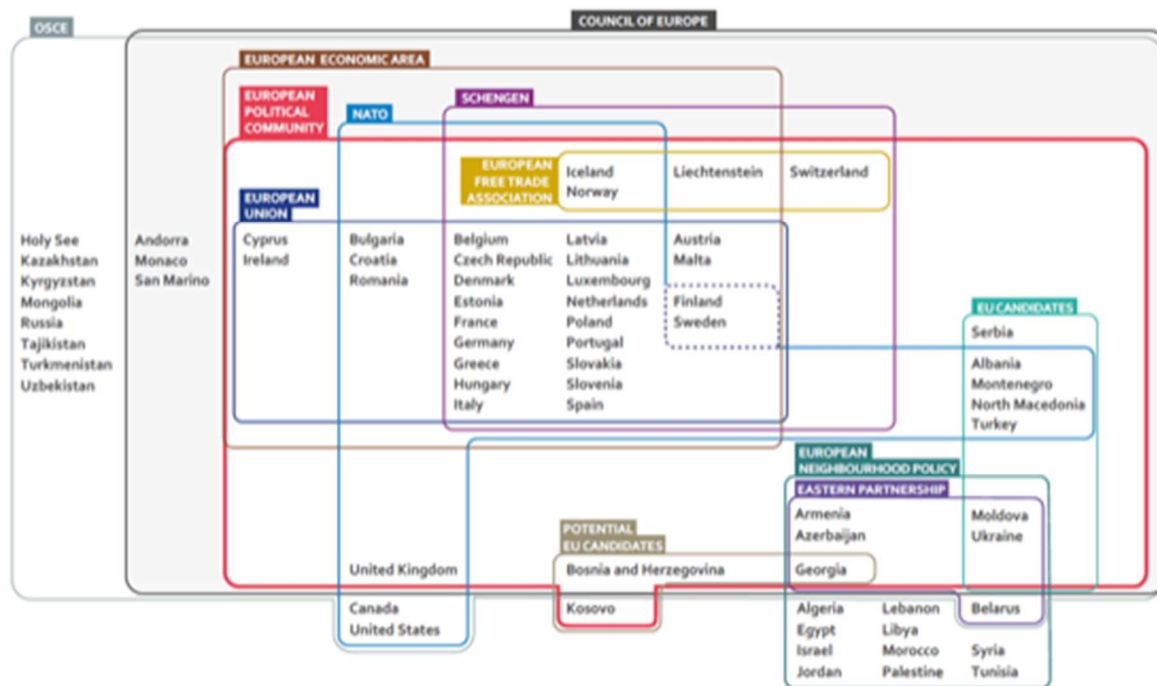 OSCE
COUNCIL OF EUROPE
EUROPEAN ECONOMIC AREA
EUROPEAN
POLITICAL
COMMUNITY
NATO
SCHENGEN
EUROPEAN
FREE TRADE
ASSOCIATION
Iceland
Norway
Liechtenstein
Switzerland
EUROPEAN
UNION
Holy See
Kazakhstan
Kyrgyzstan
Mongolia
Russia
Tajikistan
Turkmenistan
Uzbekistan
Andorra
Monaco
San Marino
Cyprus
Ireland
Bulgaria
Croatia
Romania
Belgium
Czech Republic
Denmark
Estonia
France
Germany
Greece
Hungary
Italy
Latvia
Lithuania
Luxembourg
Netherlands
Poland
Portugal
Slovakia
Slovenia
Spain
Austria
Malta
Finland
Sweden
EU CANDIDATES
Serbia
Albania
Montenegro
North Macedonia
Turkey
EUROPEAN
NEIGHBOURHOOD POLICY
EASTERN PARTNERSHIP
Armenia
Azerbaijan
Moldova
Ukraine
POTENTIAL
EU CANDIDATES
United Kingdom
Bosnia and Herzegovina
Georgia
Canada
United States
Kosovo
Algeria
Egypt
Israel
Jordan
Lebanon
Libya
Morocco
Palestine
Belarus
Syria
Tunisia